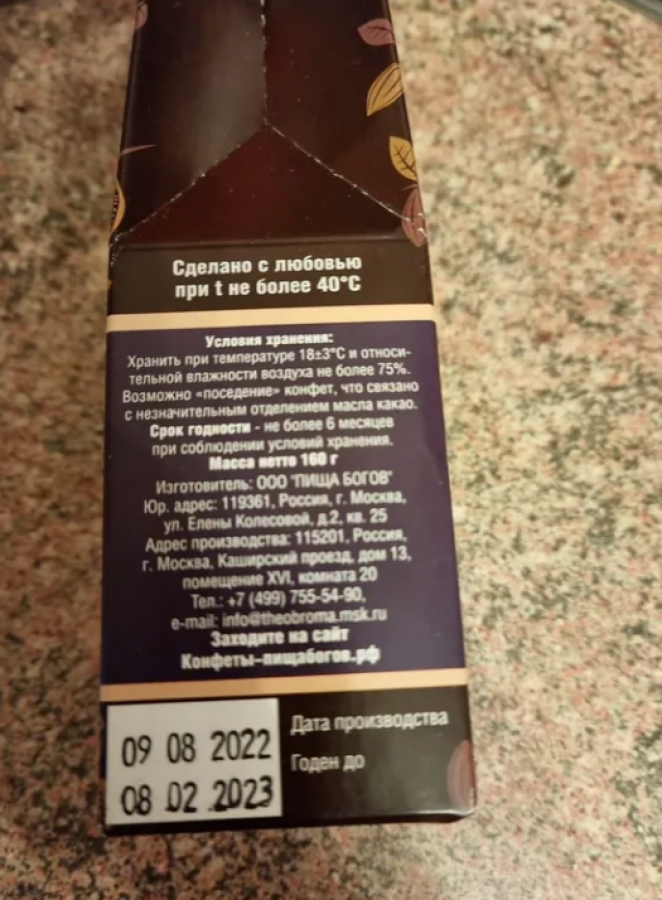 Сделано с любовью
при t не более 40°С
Условия хранения:
Хранить при температуре 18±3°С и относи-
тельной влажности воздуха не более 75%.
Возможно «поседение» конфет, что связано
с незначительным отделением масла какао.
Срок годности - не более 6 месяцев
при соблюдении условий хранения.
Масса нетто 160 г
Изготовитель: ООО "ПИЩА БОГОВ"
Юр. адрес: 119361, Россия, г. Москва,
ул. Елены Колесовой, д.2, кв. 25
Адрес производства: 115201, Россия,
г. Москва, Каширский проезд, дом 13,
помещение XVI, комната 20
Тел.: +7 (499) 755-54-90,
e-mail: info@theobroma.msk.ru
Заходите на сайт
Конфеты-пищабогов.рф
Дата производства
09 08 2022
Годен до
08 02 2023